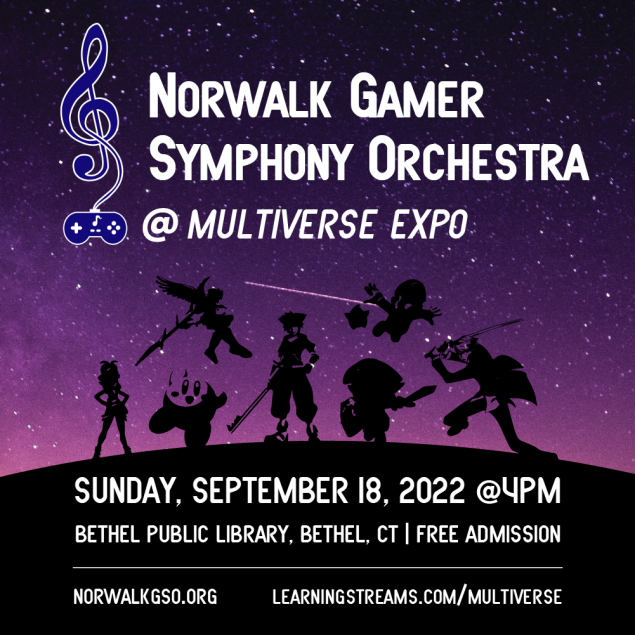 Norwalk Gamer
Symphony Orchestra
@ MULTIVERSE EXPO
SUNDAY, SEPTEMBER 18, 2022 @4PM
BETHEL PUBLIC LIBRARY, BETHEL, CT | FREE ADMISSION
NORWALKGSO.ORG LEARNINGSTREAMS.COM/MULTIVERSE